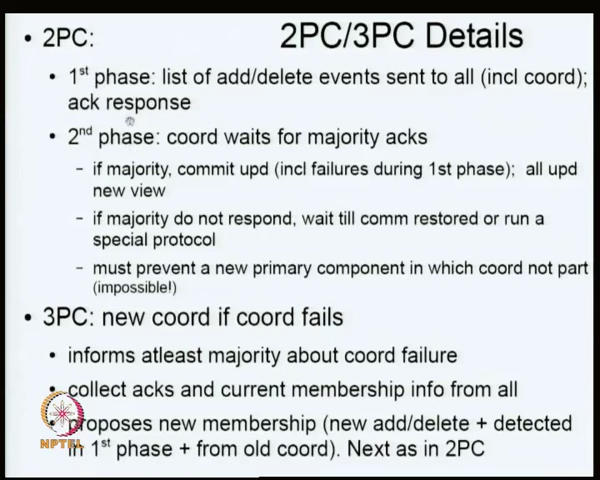 2PC/3PC Details
• 2PC:
• 1st phase: list of add/delete events sent to all (incl coord);
ack response
• 2nd phase: coord waits for majority acks
- if majority, commit upd (incl failures during 1st phase); all upd
new view
- if majority do not respond, wait till comm restored or run a
special protocol
- must prevent a new primary component in which coord not part
(impossible!)
• 3PC: new coord if coord fails
• informs atleast majority about coord failure
• collect acks and current membership info from all
• proposes new membership (new add/delete + detected
in 1st phase + from old coord). Next as in 2PC
NPTEL